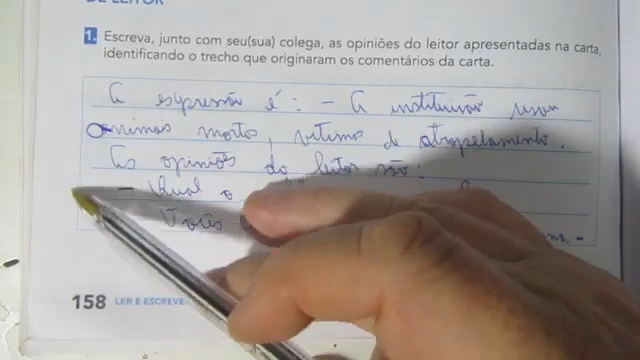 DE LEITOR
1. Escreva, junto com seu(sua) colega, as opiniões do leitor apresentadas na carta,
identificando o trecho que originaram os comentários da carta.
A expressão é: - A instituição usou
animais mortos, vítimas de atropelamento.
As opiniões do leitor são:
- Qual o
Vocês
158 LER E ESCREVE